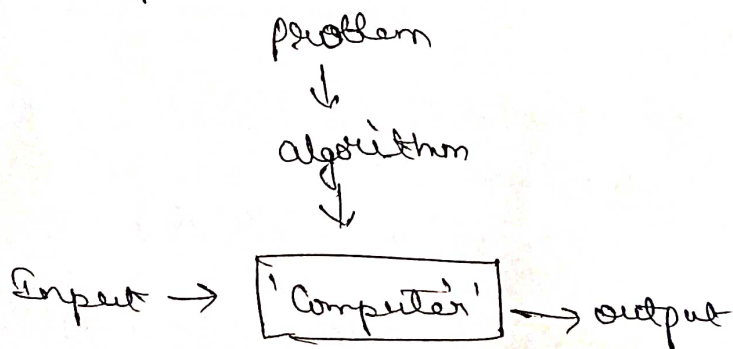 problem
↓
algorithm
↓
Input → 'Computer' → output